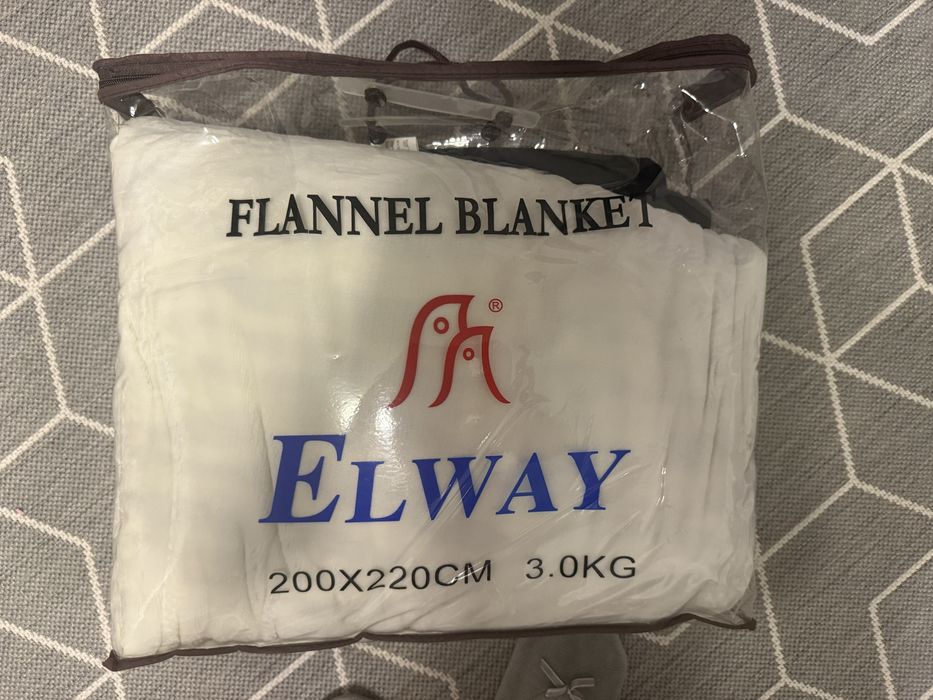 FLANNEL BLANKET
®
ELWAY
200X220CM 3.0KG